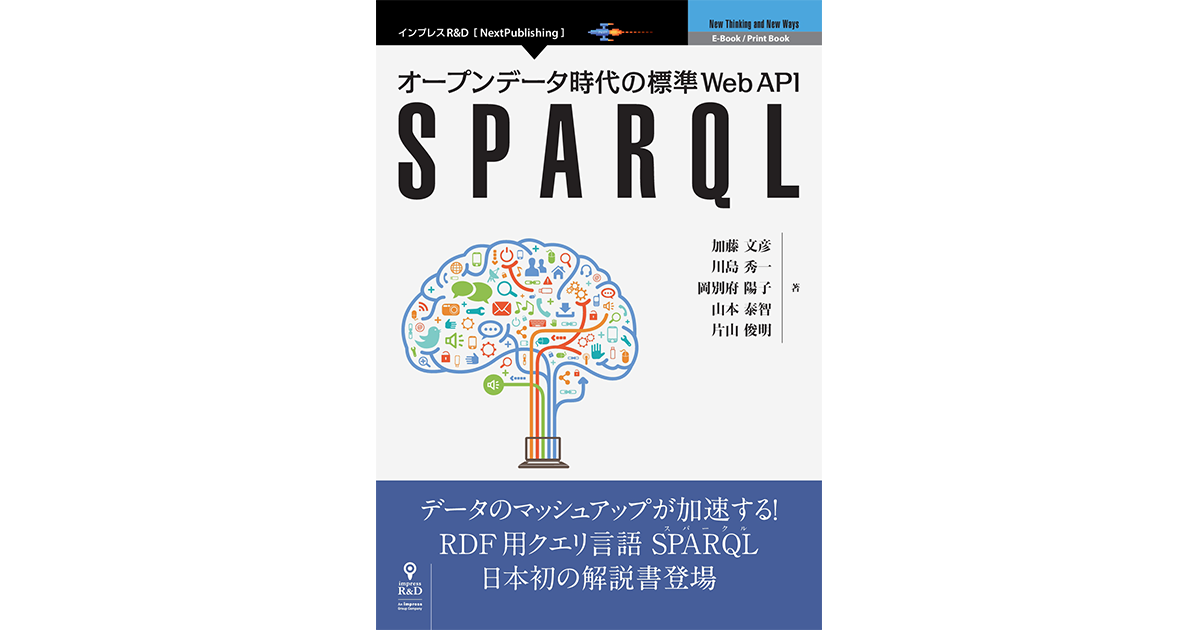 インプレスR&D［NextPublishing］
New Thinking and New Ways
E-Book / Print Book
オープンデータ時代の標準Web API
SPARQL
加藤 文彦
川島 秀一
岡別府 陽子
山本 泰智
片山 俊明
著
データのマッシュアップが加速する!
スパークル
RDF用クエリ言語 SPARQL
日本初の解説書登場
impress
R&D
An Impress
Group Company